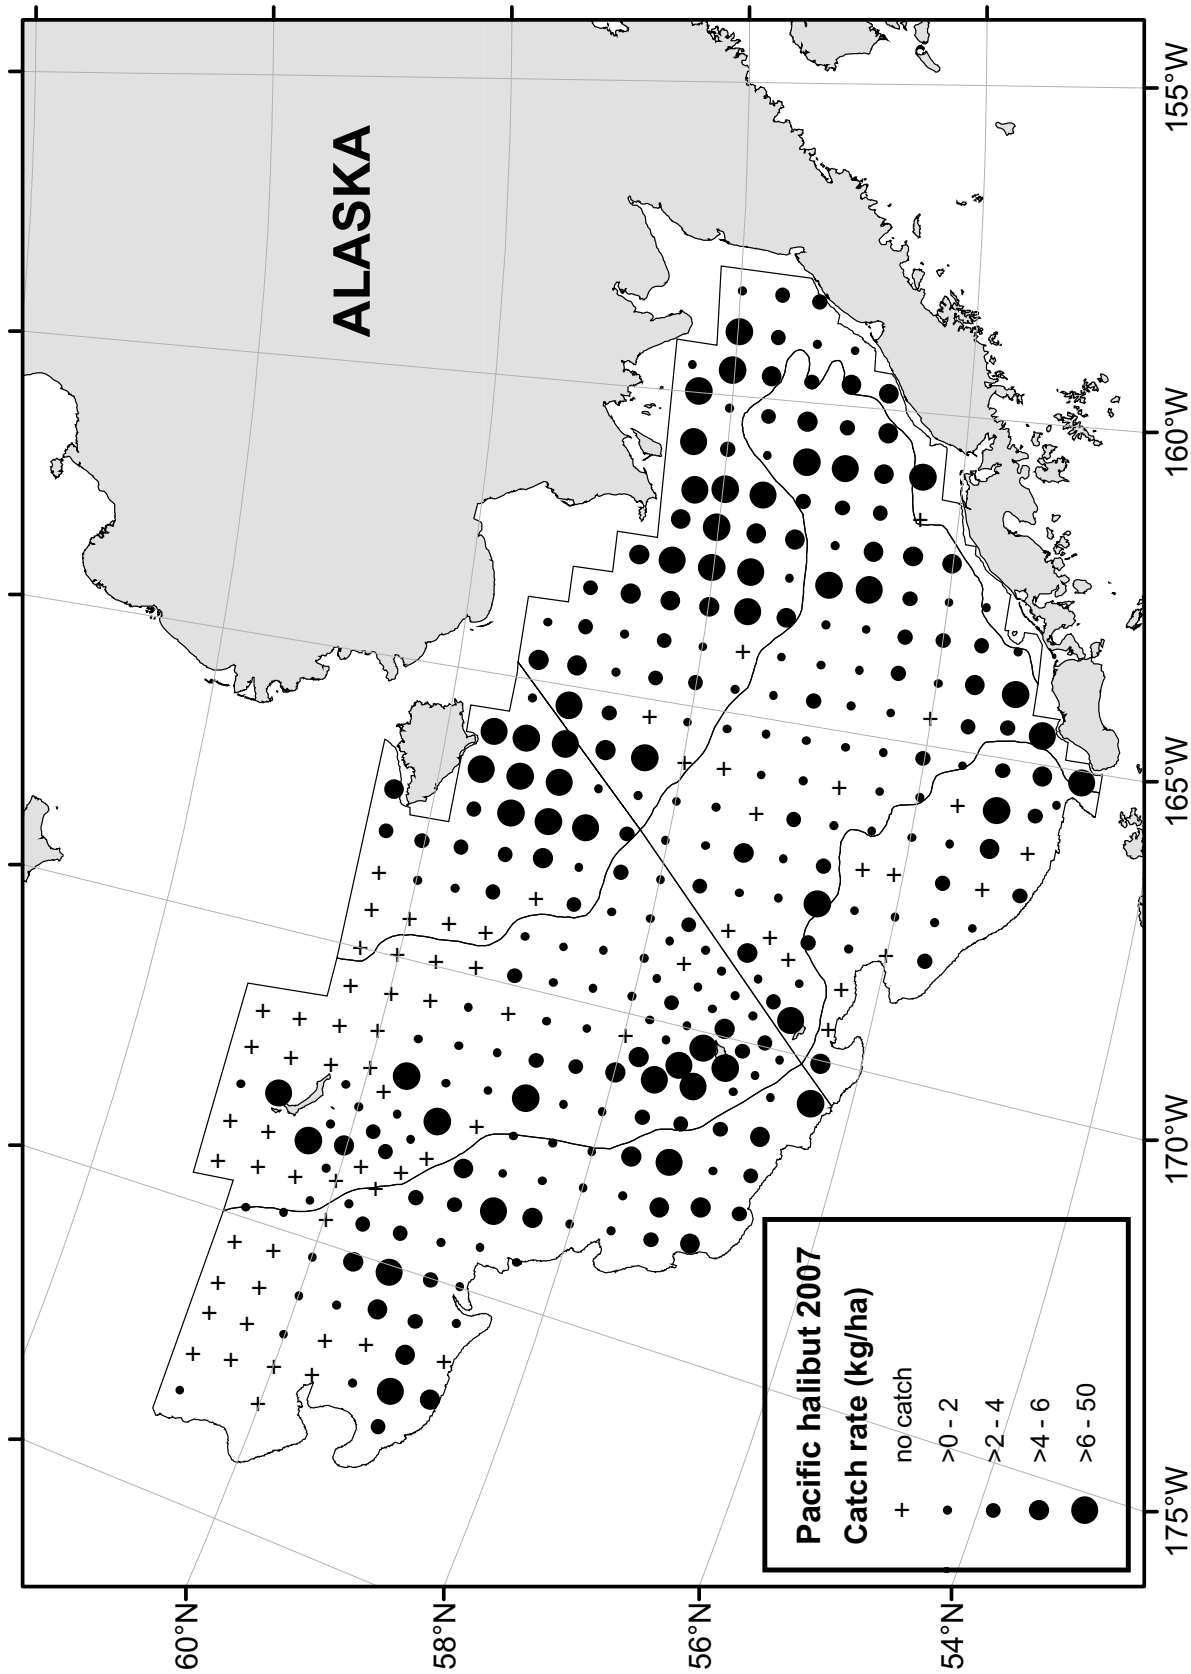 ALASKA
60°N
58°N
56°N
54°N
175°W
170°W
165°W
160°W
155°W
Pacific halibut 2007
Catch rate (kg/ha)
no catch
>0 - 2
>2 - 4
>4 - 6
>6 - 50